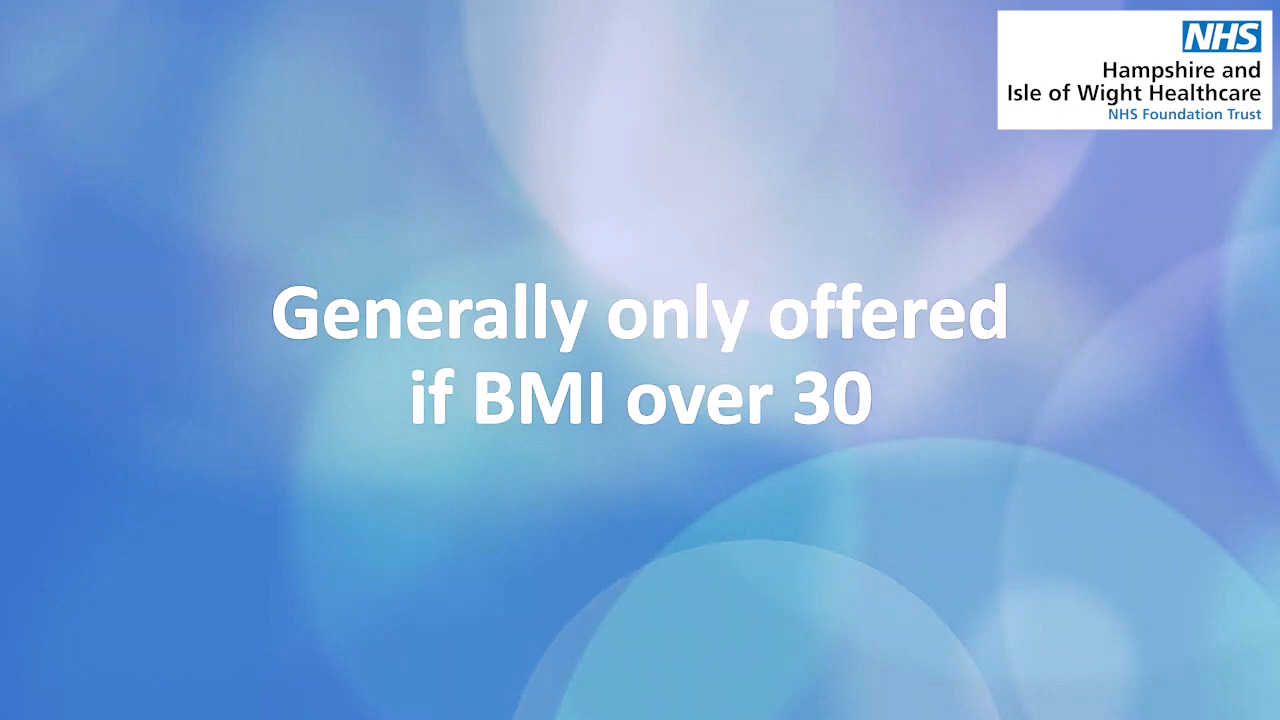 NHS
Hampshire and
Isle of Wight Healthcare
NHS Foundation Trust
Generally only offered
if BMI over 30